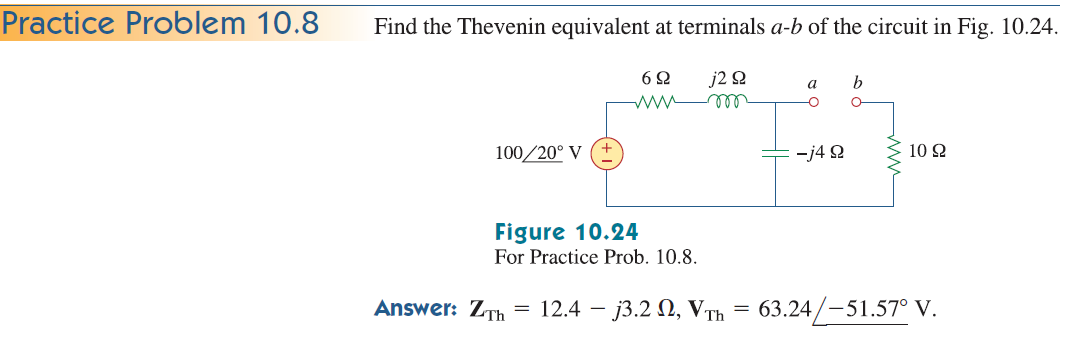 Practice Problem 10.8
Find the Thevenin equivalent at terminals a-b of the circuit in Fig. 10.24.
6 Ω
j2 Ω
a
b
100/20° V
+
−
−j4 Ω
10 Ω
Figure 10.24
For Practice Prob. 10.8.
Answer: Z_Th = 12.4 − j3.2 Ω, V_Th = 63.24/−51.57° V.